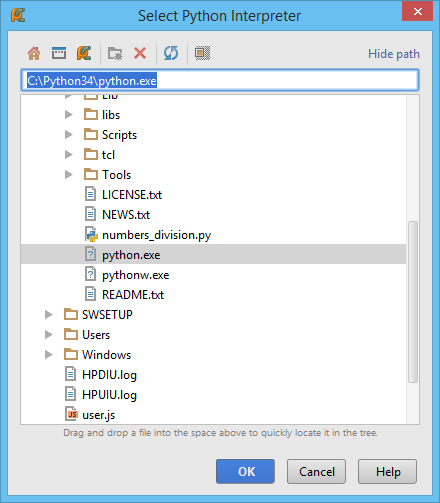 Select Python Interpreter
Hide path
C:\Python34\python.exe
Lib
libs
Scripts
tcl
Tools
LICENSE.txt
NEWS.txt
numbers_division.py
python.exe
pythonw.exe
README.txt
SWSETUP
Users
Windows
HPDIU.log
HPUIU.log
user.js
Drag and drop a file into the space above to quickly locate it in the tree.
OK Cancel Help